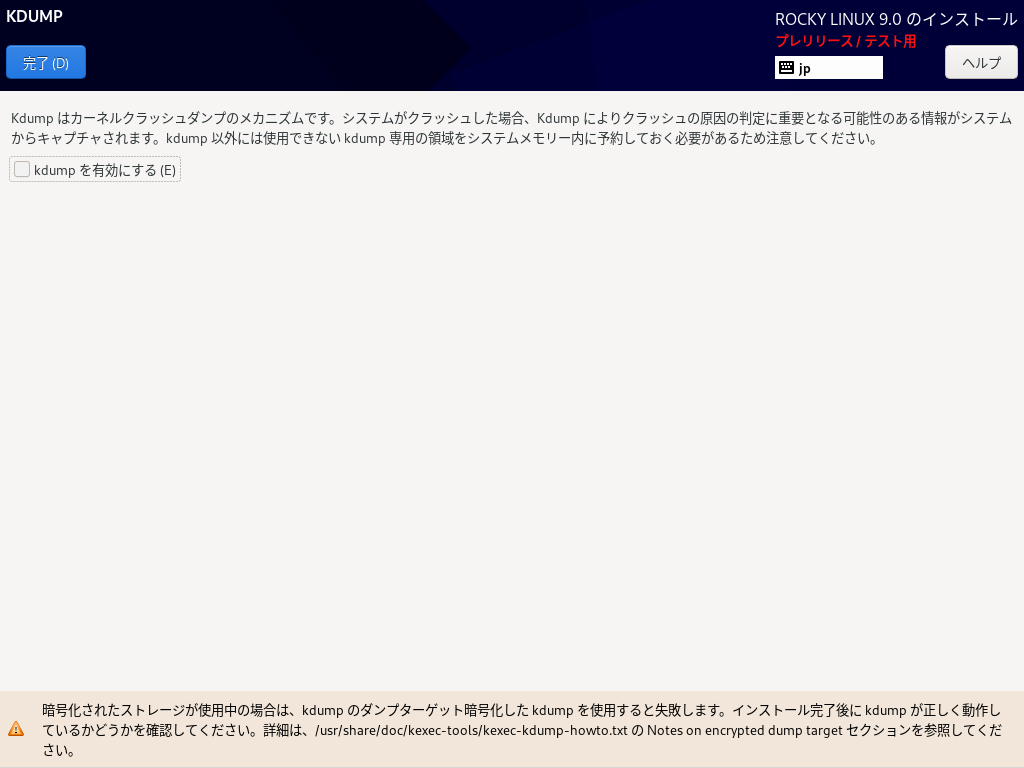 KDUMP
ROCKY LINUX 9.0 のインストール
プレリリース / テスト用
完了 (D)
jp
ヘルプ
Kdump はカーネルクラッシュダンプのメカニズムです。システムがクラッシュした場合、Kdump によりクラッシュの原因の判定に重要となる可能性のある情報がシステム
からキャプチャされます。kdump 以外には使用できない kdump 専用の領域をシステムメモリー内に予約しておく必要があるため注意してください。
kdump を有効にする (E)
暗号化されたストレージが使用中の場合は、kdump のダンプターゲット暗号化した kdump を使用すると失敗します。インストール完了後に kdump が正しく動作し
ているかどうかを確認してください。詳細は、/usr/share/doc/kexec-tools/kexec-kdump-howto.txt の Notes on encrypted dump target セクションを参照してくだ
さい。